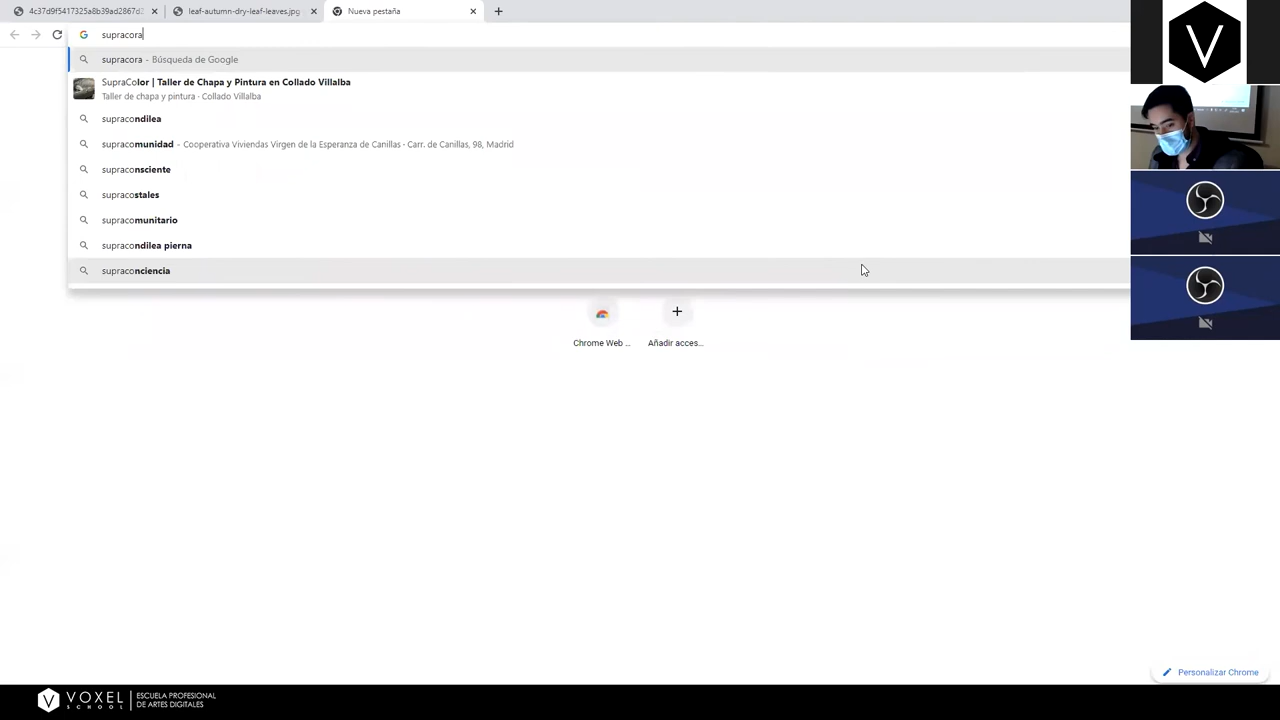 4c37d9f5417325a8b39ad2867d2
leaf-autumn-dry-leaf-leaves.jpg
Nueva pestaña
supracora
supracora - Búsqueda de Google
SupraColor | Taller de Chapa y Pintura en Collado Villalba
Taller de chapa y pintura · Collado Villalba
supracondilea
supracomunidad - Cooperativa Viviendas Virgen de la Esperanza de Canillas - Carr. de Canillas, 98, Madrid
supraconsciente
supracostales
supracomunitario
supracondilea pierna
supraconciencia
Chrome Web ...
Añadir acces...
Personalizar Chrome
VOXEL
SCHOOL
ESCUELA PROFESIONAL
DE ARTES DIGITALES